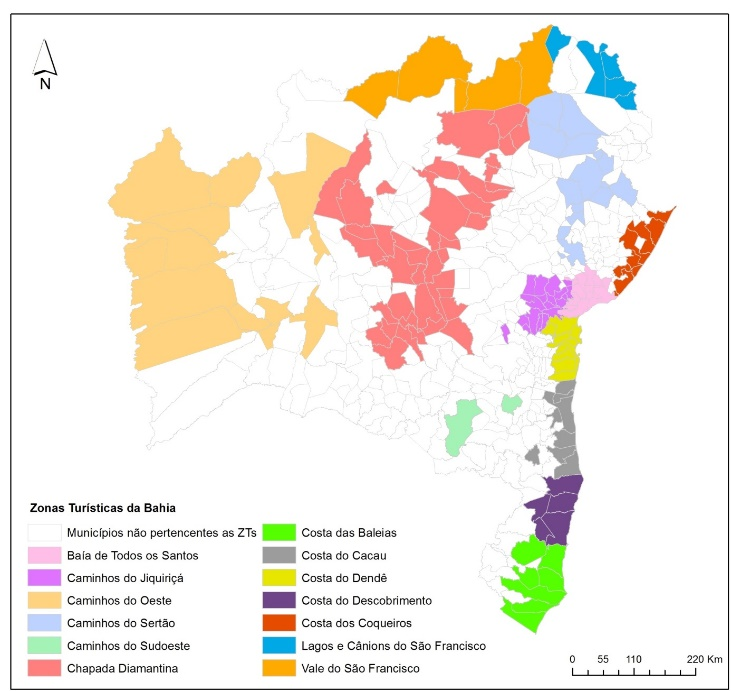 N
Zonas Turísticas da Bahia
Municípios não pertencentes as ZTs
Baía de Todos os Santos
Caminhos do Jiquiriçá
Caminhos do Oeste
Caminhos do Sertão
Caminhos do Sudoeste
Chapada Diamantina
Costa das Baleias
Costa do Cacau
Costa do Dendê
Costa do Descobrimento
Costa dos Coqueiros
Lagos e Cânions do São Francisco
Vale do São Francisco
0 55 110 220 Km